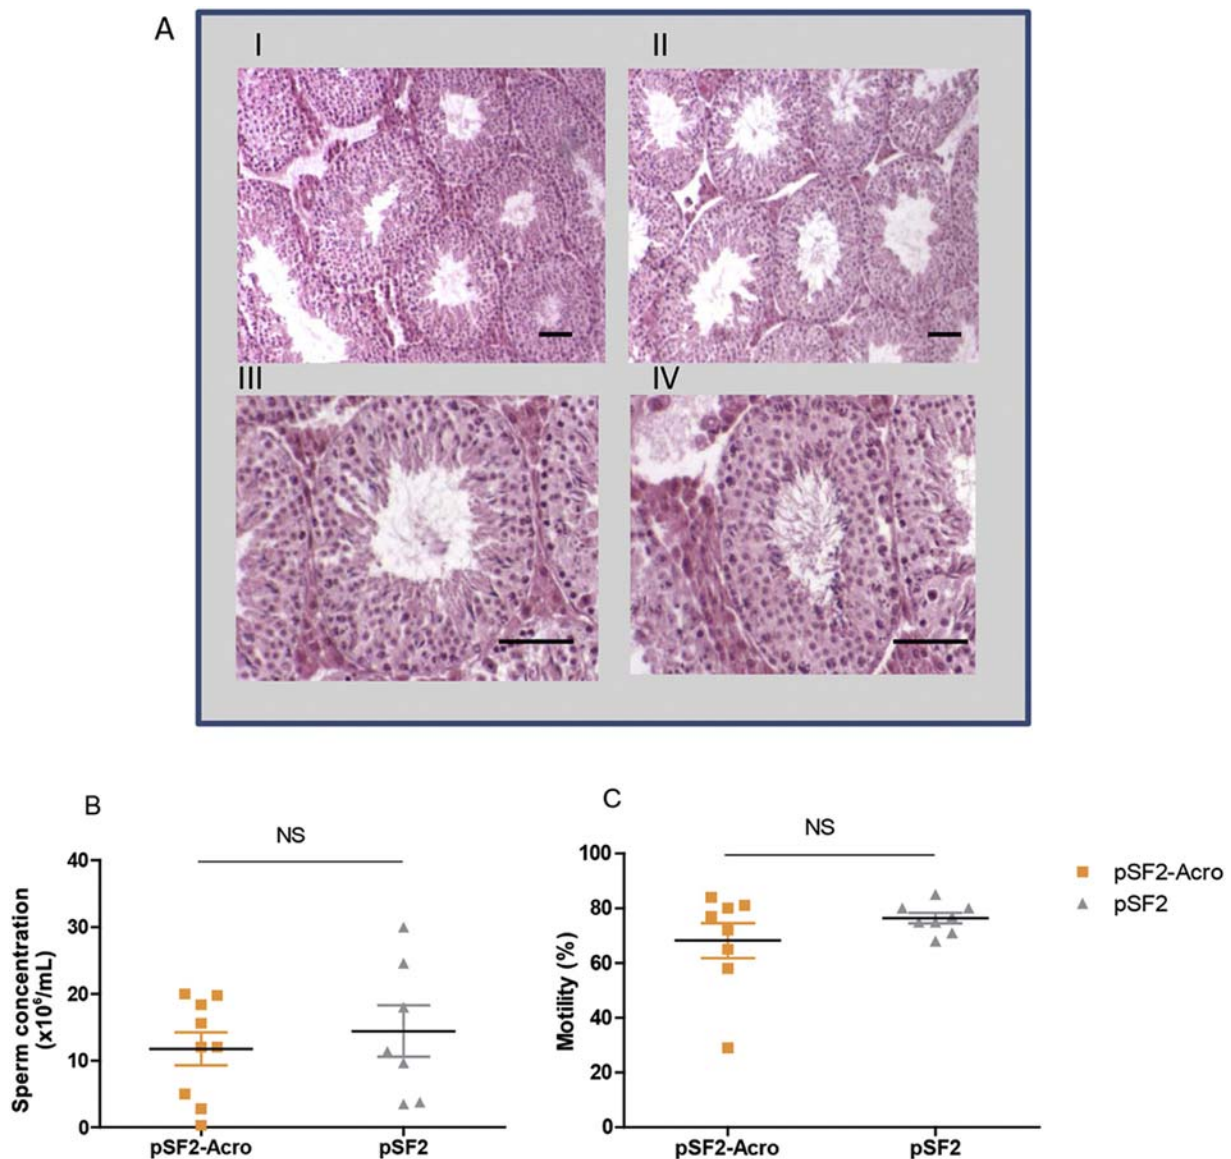 A
I
II
III
IV
B
NS
Sperm concentration
(x10⁶/mL)
40
30
20
10
0
pSF2-Acro
pSF2
C
NS
Motility (%)
100
80
60
40
20
0
pSF2-Acro
pSF2
pSF2-Acro
pSF2